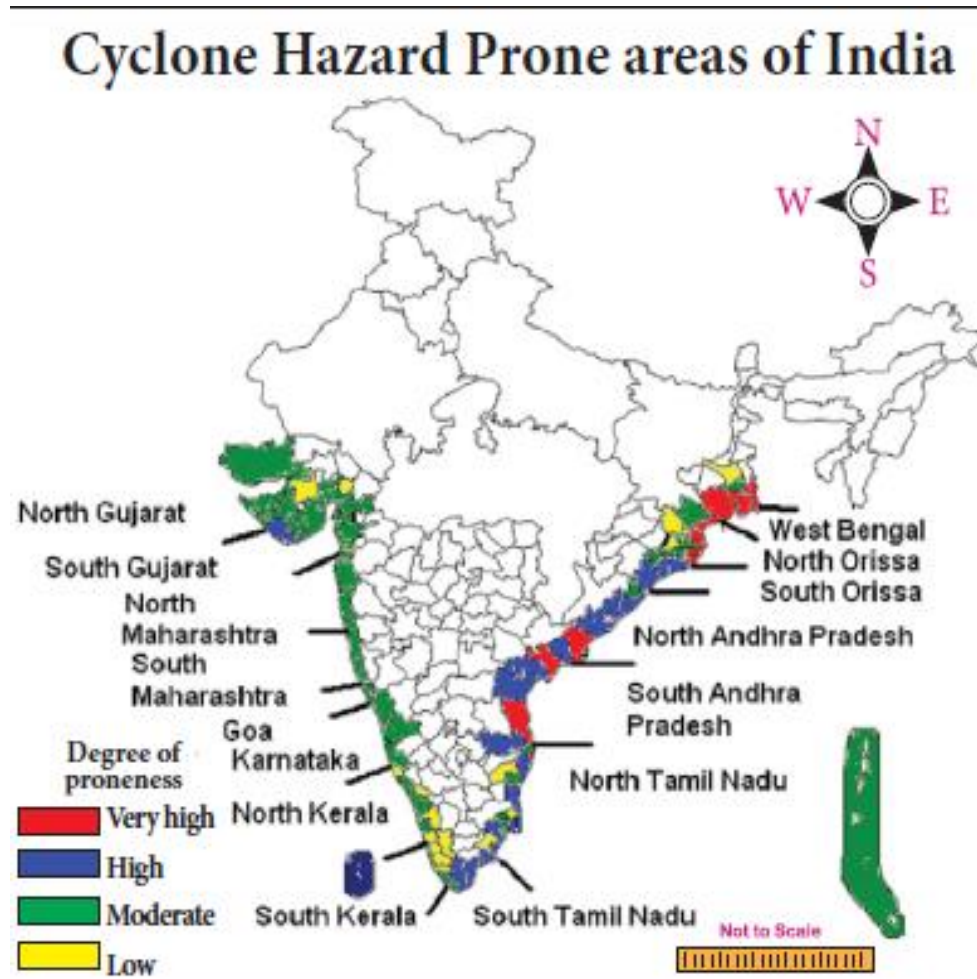 Cyclone Hazard Prone areas of India
N
W E
S
North Gujarat
South Gujarat
North
Maharashtra
South
Maharashtra
Goa
Karnataka
North Kerala
South Kerala
West Bengal
North Orissa
South Orissa
North Andhra Pradesh
South Andhra
Pradesh
North Tamil Nadu
South Tamil Nadu
Degree of
proneness
Very high
High
Moderate
Low
Not to Scale